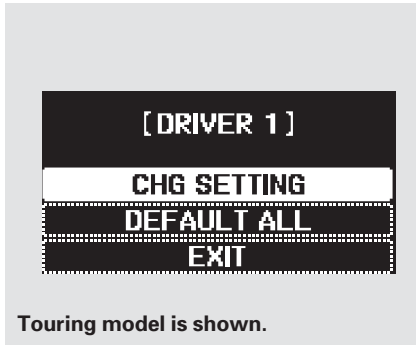 [DRIVER 1]
CHG SETTING
DEFAULT ALL
EXIT
Touring model is shown.